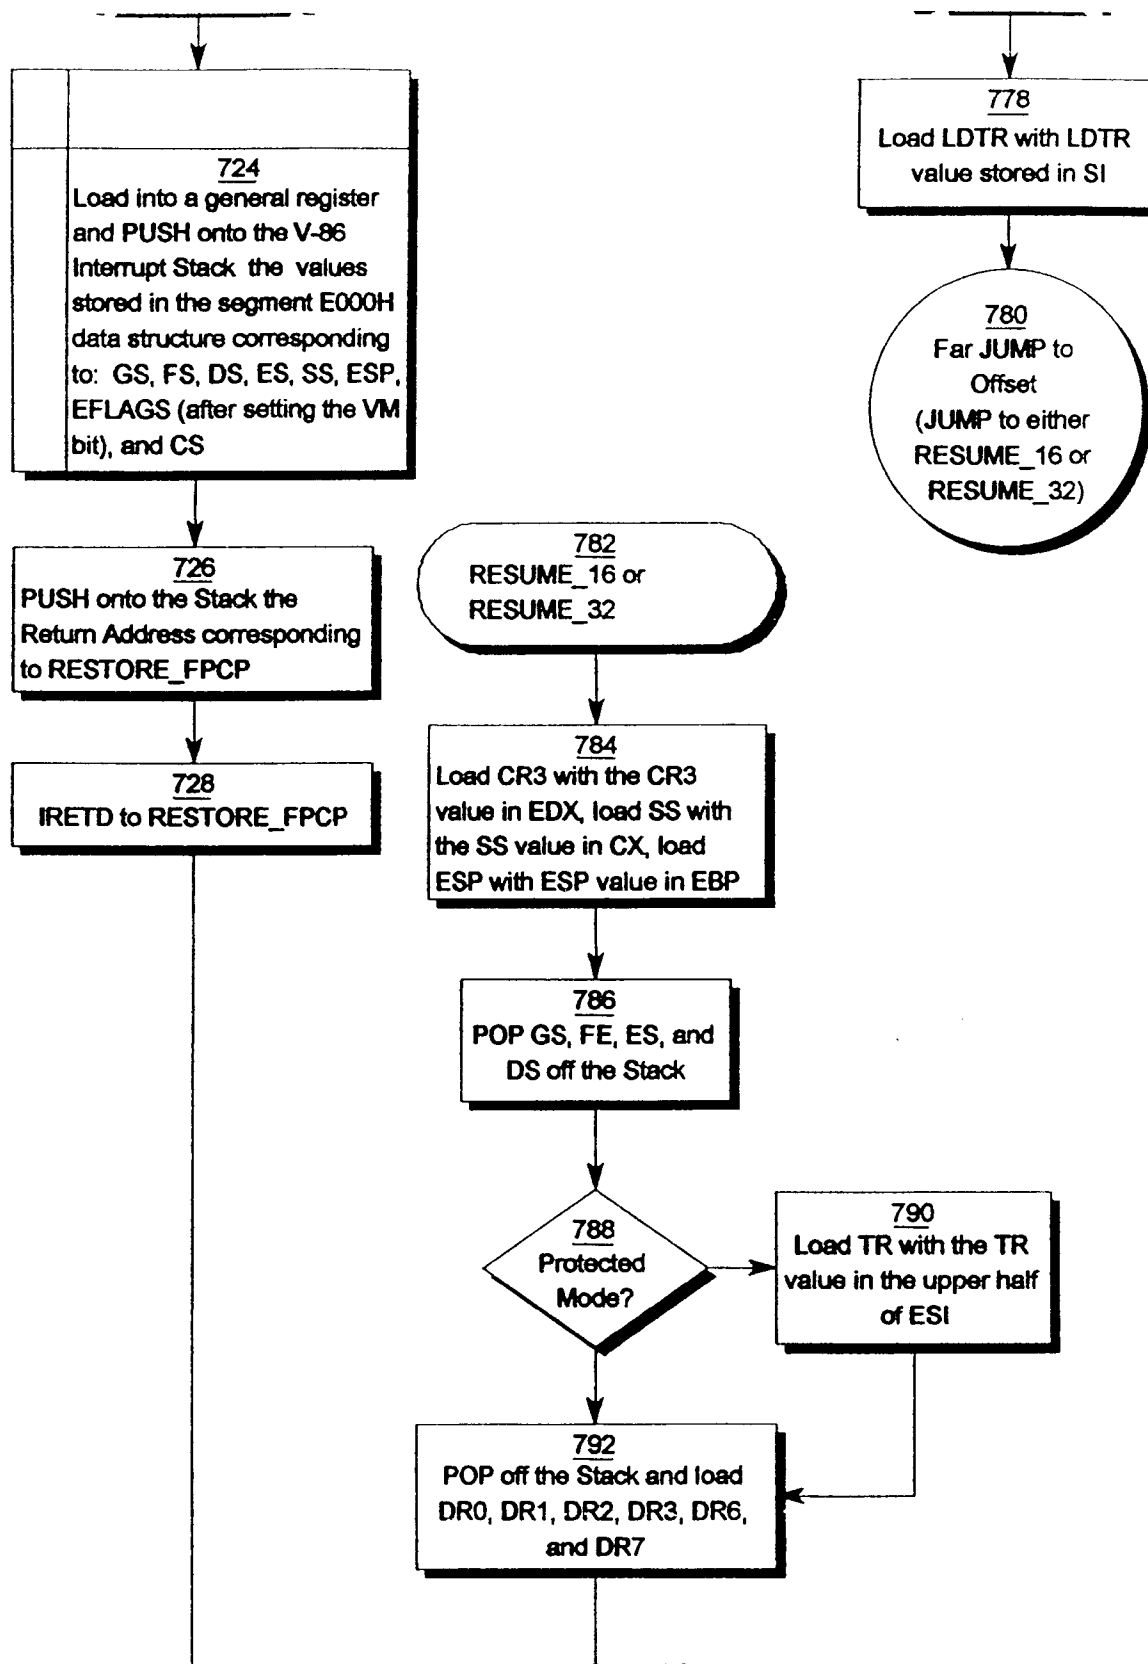 724
Load into a general register
and PUSH onto the V-86
Interrupt Stack the values
stored in the segment E000H
data structure corresponding
to: GS, FS, DS, ES, SS, ESP,
EFLAGS (after setting the VM
bit), and CS
726
PUSH onto the Stack the
Return Address corresponding
to RESTORE_FPCP
728
IRETD to RESTORE_FPCP
778
Load LDTR with LDTR
value stored in SI
780
Far JUMP to
Offset
(JUMP to either
RESUME_16 or
RESUME_32)
782
RESUME_16 or
RESUME_32
784
Load CR3 with the CR3
value in EDX, load SS with
the SS value in CX, load
ESP with ESP value in EBP
786
POP GS, FE, ES, and
DS off the Stack
788
Protected
Mode?
790
Load TR with the TR
value in the upper half
of ESI
792
POP off the Stack and load
DR0, DR1, DR2, DR3, DR6,
and DR7